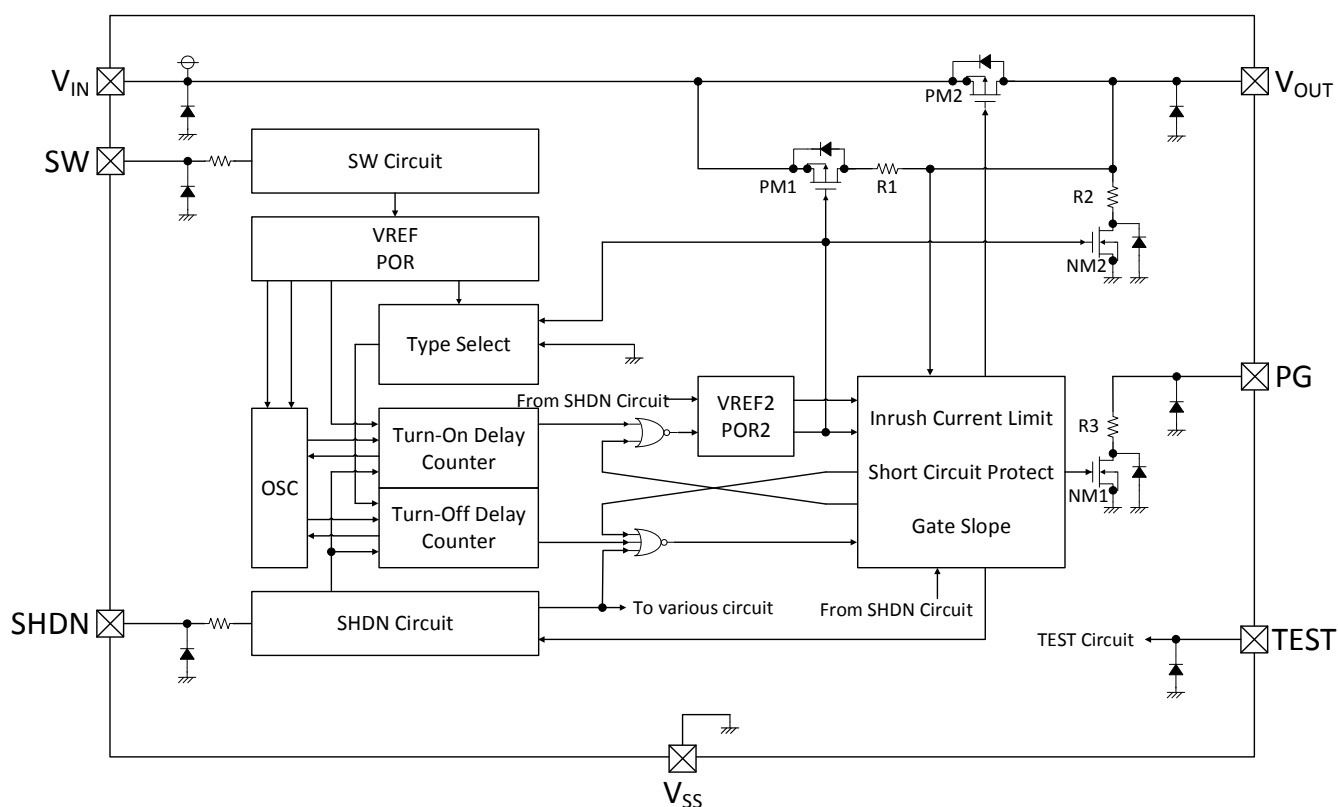 VIN
VOUT
PM2
SW
SW Circuit
PM1
R1
R2
VREF
POR
NM2
Type Select
PG
From SHDN Circuit
VREF2
POR2
Inrush Current Limit
Turn-On Delay
Counter
R3
OSC
Short Circuit Protect
NM1
Turn-Off Delay
Counter
Gate Slope
SHDN
SHDN Circuit
To various circuit
From SHDN Circuit
TEST Circuit
TEST
VSS